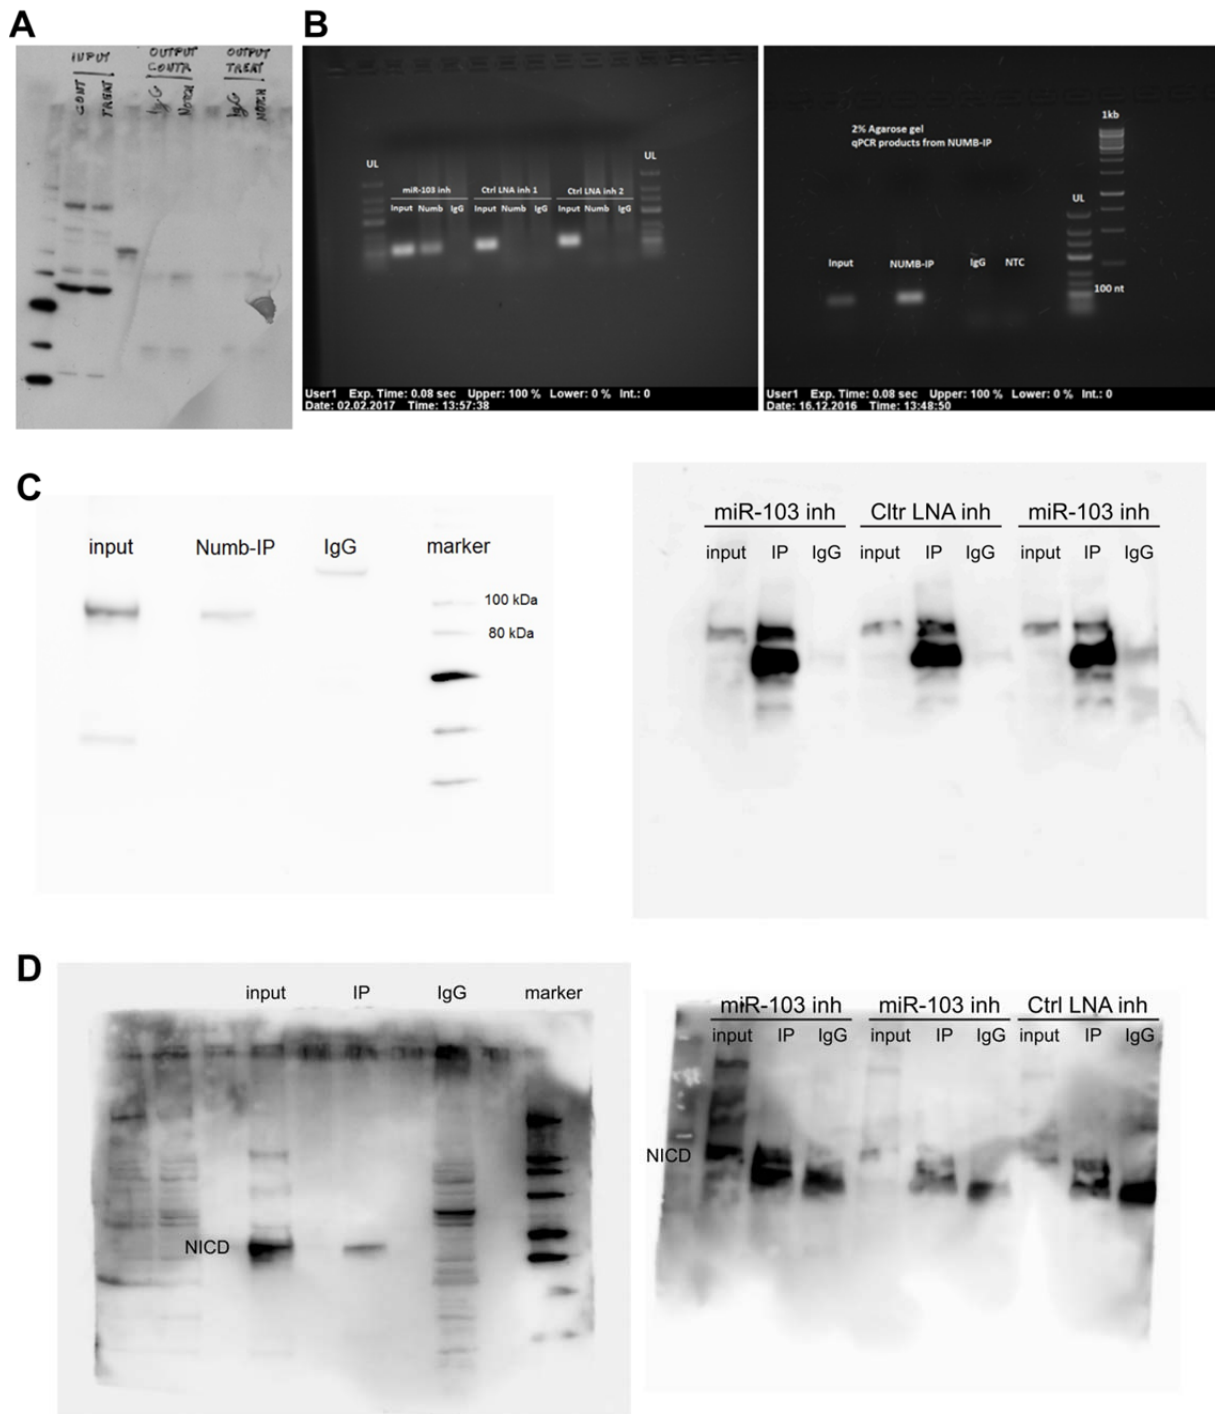 A
INPUT
CONT
TREAT
OUTPUT
CONTR
IgG
NOTCH
OUTPUT
TREAT
IgG
NOTCH
B
UL
miR-103 inh
Ctrl LNA inh 1
Ctrl LNA inh 2
Input Numb IgG Input Numb IgG Input Numb IgG
UL
User1 Exp. Time: 0.08 sec Upper: 100 % Lower: 0 % Int.: 0
Date: 02.02.2017 Time: 13:57:38
2% Agarose gel
qPCR products from NUMB-IP
1kb
UL
Input NUMB-IP IgG NTC
100 nt
User1 Exp. Time: 0.08 sec Upper: 100 % Lower: 0 % Int.: 0
Date: 16.12.2016 Time: 13:48:50
C
input Numb-IP IgG marker
100 kDa
80 kDa
miR-103 inh Cltr LNA inh miR-103 inh
input IP IgG input IP IgG input IP IgG
D
input IP IgG marker
NICD
miR-103 inh miR-103 inh Ctrl LNA inh
input IP IgG input IP IgG input IP IgG
NICD